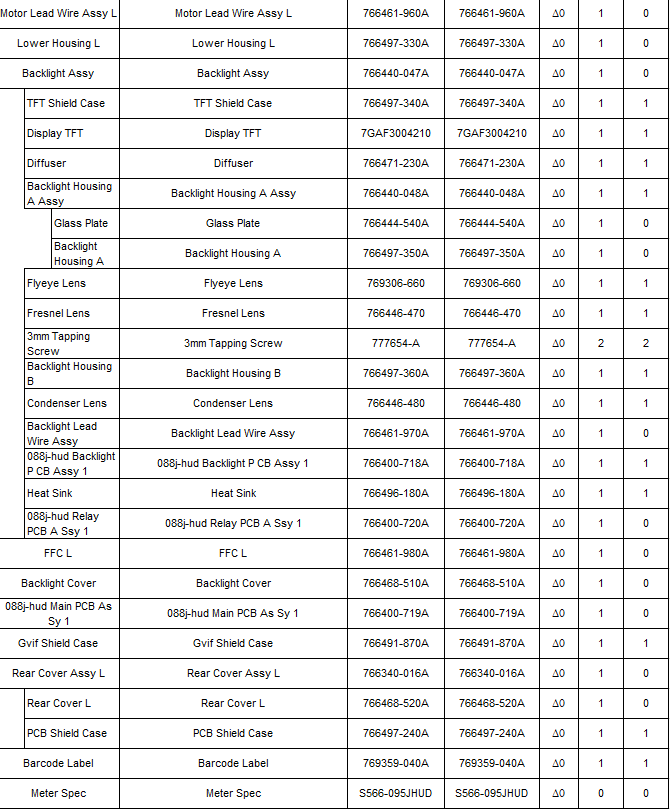 Motor Lead Wire Assy L Motor Lead Wire Assy L 766461-960A 766461-960A Δ0 1 0
Lower Housing L Lower Housing L 766497-330A 766497-330A Δ0 1 0
Backlight Assy Backlight Assy 766440-047A 766440-047A Δ0 1 0
TFT Shield Case TFT Shield Case 766497-340A 766497-340A Δ0 1 1
Display TFT Display TFT 7GAF3004210 7GAF3004210 Δ0 1 1
Diffuser Diffuser 766471-230A 766471-230A Δ0 1 1
Backlight Housing
A Assy Backlight Housing A Assy 766440-048A 766440-048A Δ0 1 1
Glass Plate Glass Plate 766444-540A 766444-540A Δ0 1 0
Backlight
Housing A Backlight Housing A 766497-350A 766497-350A Δ0 1 0
Flyeye Lens Flyeye Lens 769306-660 769306-660 Δ0 1 1
Fresnel Lens Fresnel Lens 766446-470 766446-470 Δ0 1 1
3mm Tapping
Screw 3mm Tapping Screw 777654-A 777654-A Δ0 2 2
Backlight Housing
B Backlight Housing B 766497-360A 766497-360A Δ0 1 1
Condenser Lens Condenser Lens 766446-480 766446-480 Δ0 1 1
Backlight Lead
Wire Assy Backlight Lead Wire Assy 766461-970A 766461-970A Δ0 1 0
088j-hud Backlight
P CB Assy 1 088j-hud Backlight P CB Assy 1 766400-718A 766400-718A Δ0 1 1
Heat Sink Heat Sink 766496-180A 766496-180A Δ0 1 1
088j-hud Relay
PCB A Ssy 1 088j-hud Relay PCB A Ssy 1 766400-720A 766400-720A Δ0 1 0
FFC L FFC L 766461-980A 766461-980A Δ0 1 0
Backlight Cover Backlight Cover 766468-510A 766468-510A Δ0 1 0
088j-hud Main PCB As
Sy 1 088j-hud Main PCB As Sy 1 766400-719A 766400-719A Δ0 1 0
Gvif Shield Case Gvif Shield Case 766491-870A 766491-870A Δ0 1 1
Rear Cover Assy L Rear Cover Assy L 766340-016A 766340-016A Δ0 1 0
Rear Cover L Rear Cover L 766468-520A 766468-520A Δ0 1 0
PCB Shield Case PCB Shield Case 766497-240A 766497-240A Δ0 1 1
Barcode Label Barcode Label 769359-040A 769359-040A Δ0 1 1
Meter Spec Meter Spec S566-095JHUD S566-095JHUD Δ0 0 0